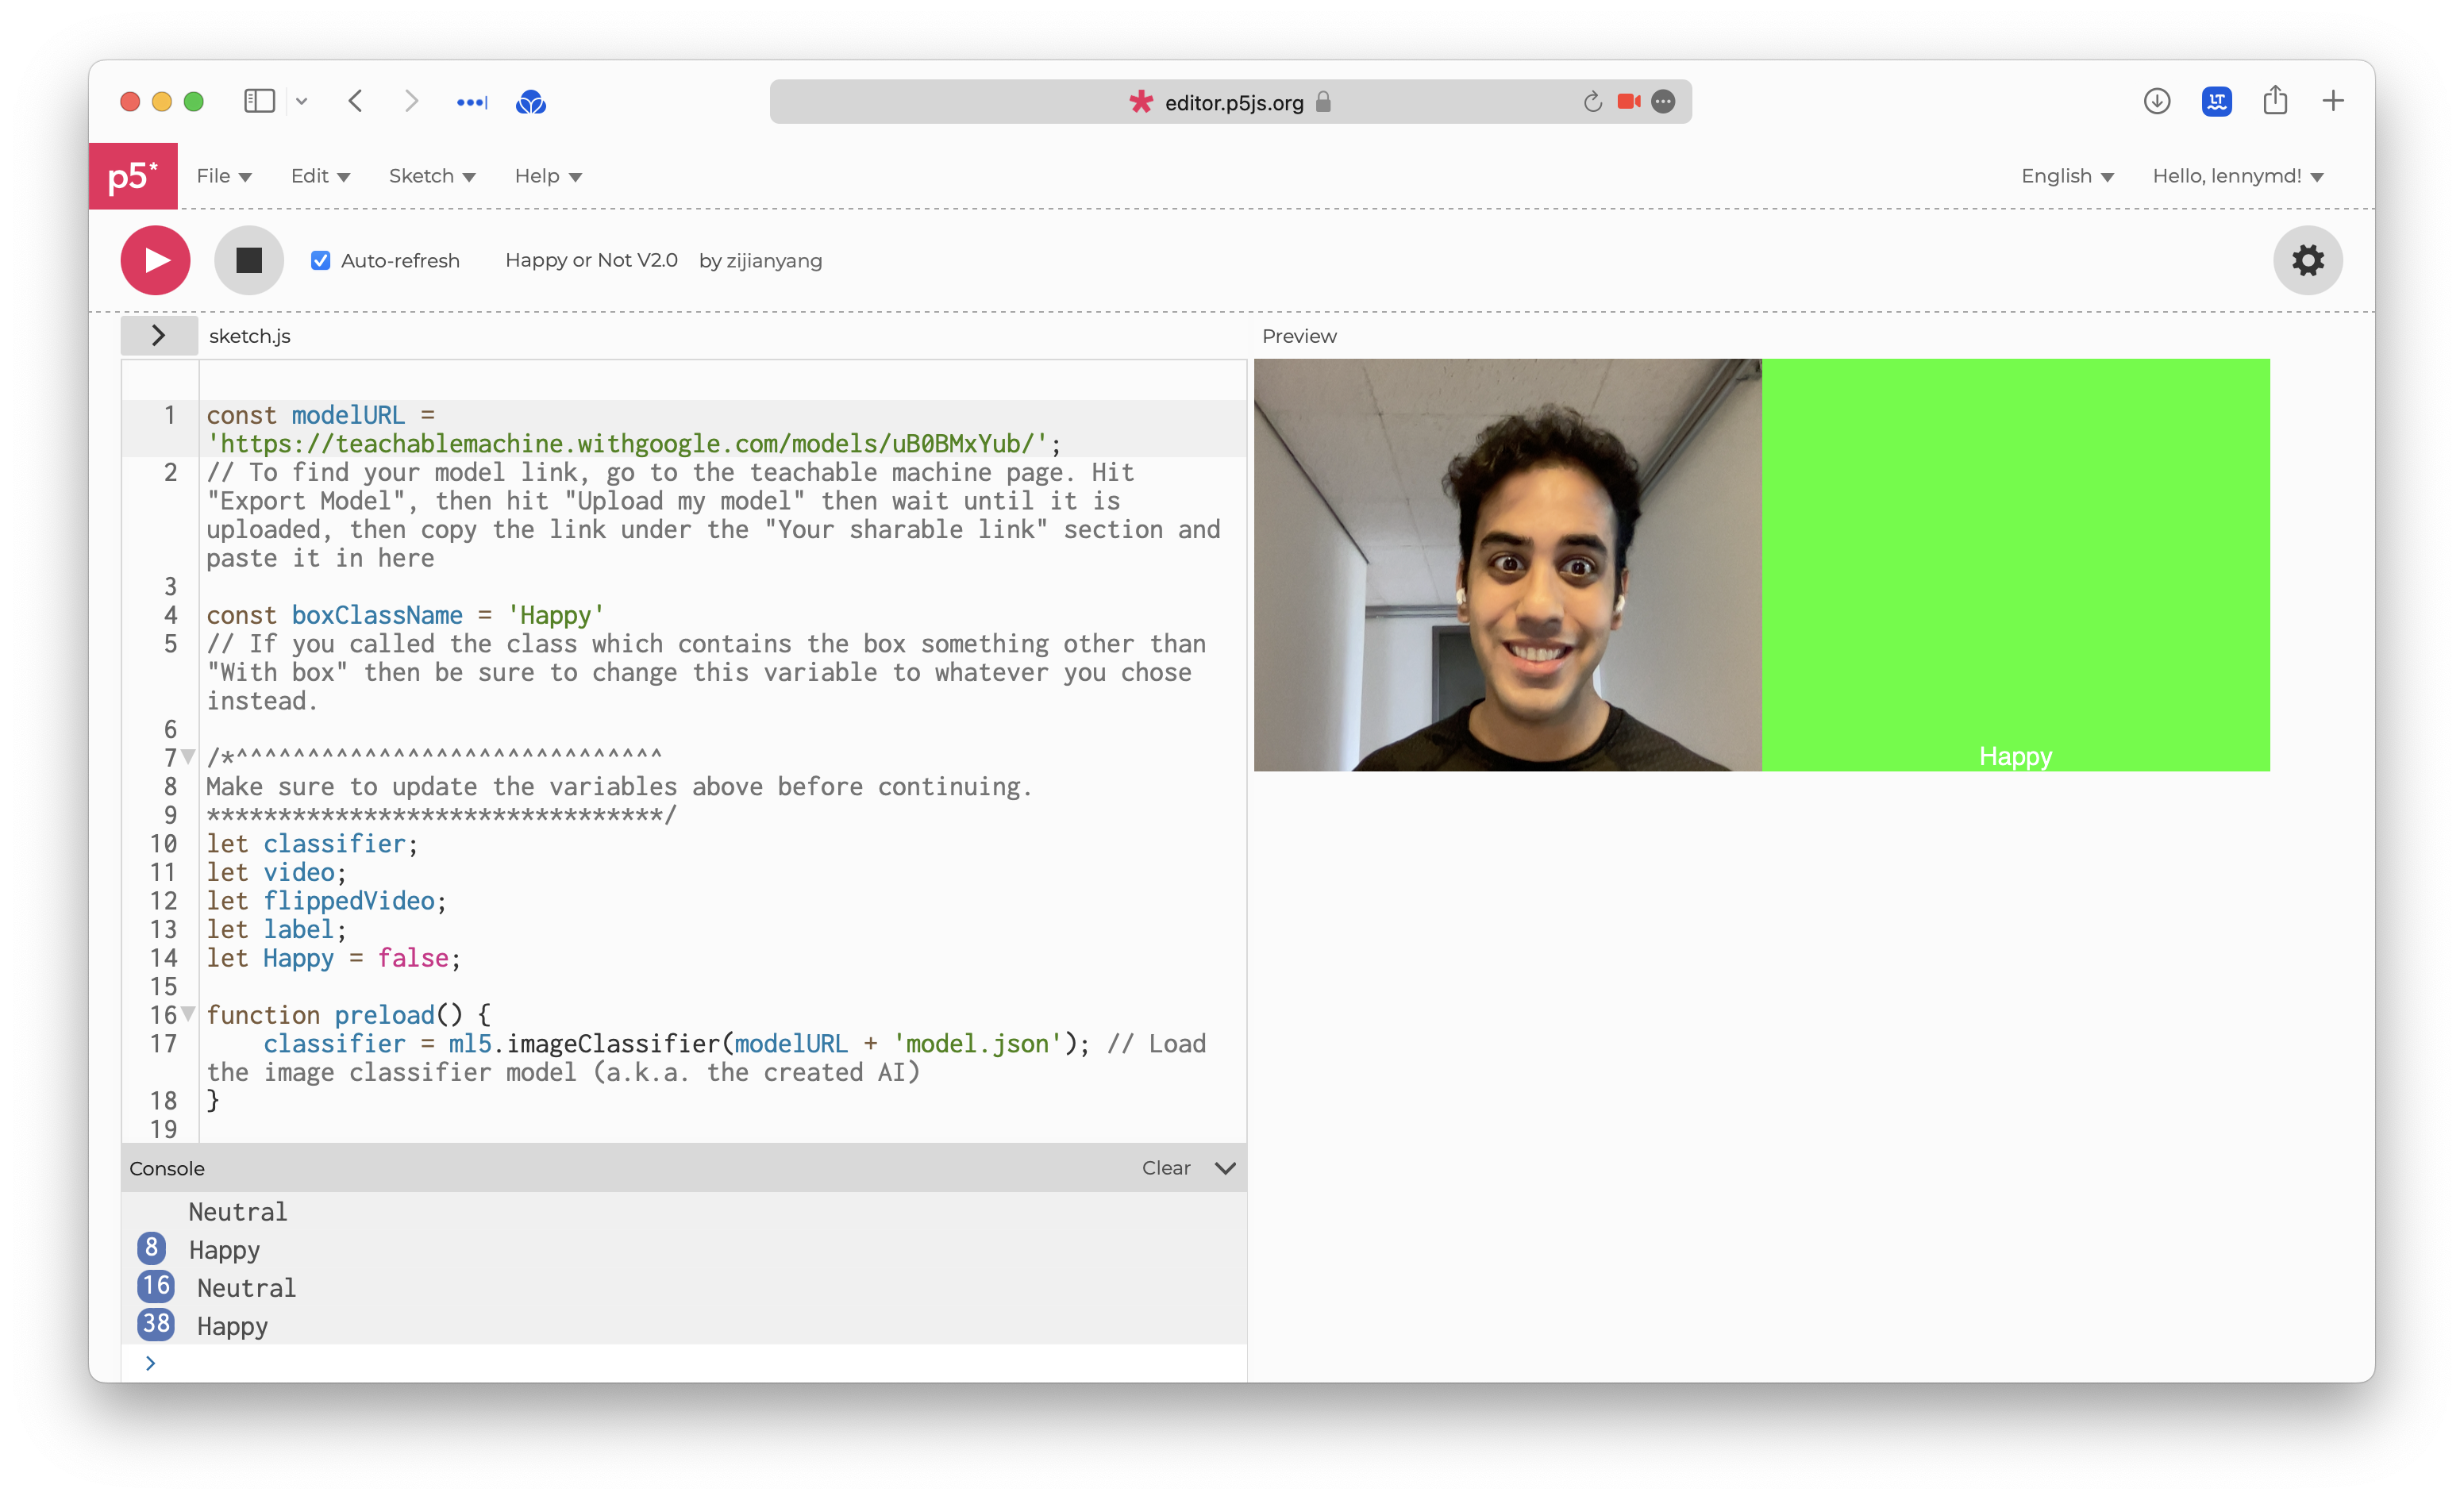 editor.p5js.org
LT
p5* File Edit Sketch Help English Hello, lennymd!
Auto-refresh Happy or Not V2.0 by zijianyang
sketch.js
Preview
1 const modelURL =
'https://teachablemachine.withgoogle.com/models/uB0BMxYub/';
2 // To find your model link, go to the teachable machine page. Hit
"Export Model", then hit "Upload my model" then wait until it is
uploaded, then copy the link under the "Your sharable link" section and
paste it in here
3
4 const boxClassName = 'Happy'
5 // If you called the class which contains the box something other than
"With box" then be sure to change this variable to whatever you chose
instead.
6
7 /*^^^^^^^^^^^^^^^^^^^^^^^^^^^^^^
8 Make sure to update the variables above before continuing.
9 ********************************/
10 let classifier;
11 let video;
12 let flippedVideo;
13 let label;
14 let Happy = false;
15
16 function preload() {
17     classifier = ml5.imageClassifier(modelURL + 'model.json'); // Load
the image classifier model (a.k.a. the created AI)
18 }
19
Happy
Console Clear
Neutral
8 Happy
16 Neutral
38 Happy
>